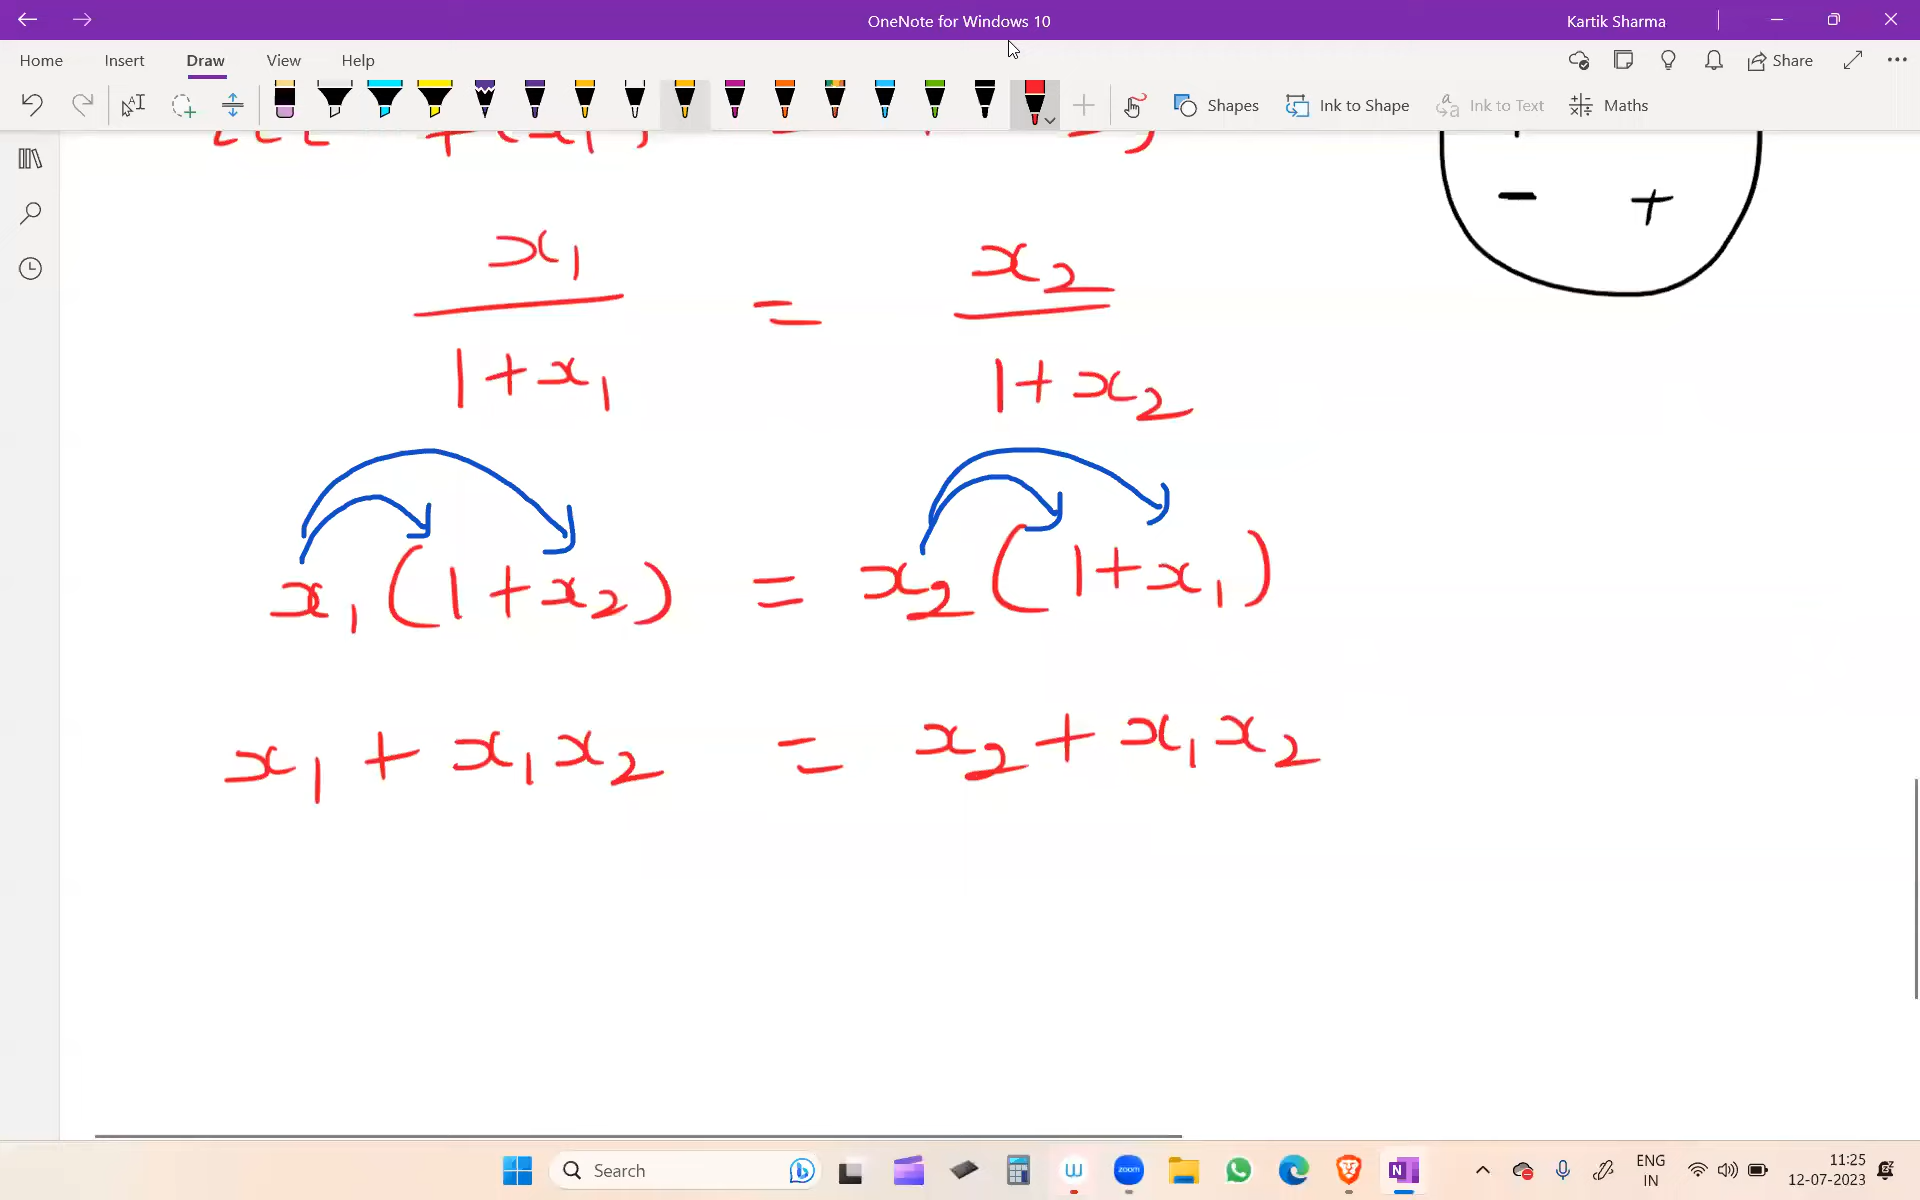 OneNote for Windows 10
Kartik Sharma
Home Insert Draw View Help
Share
Shapes Ink to Shape Ink to Text Maths
- +
x₁ / 1+x₁ = x₂ / 1+x₂
x₁(1+x₂) = x₂(1+x₁)
x₁ + x₁x₂ = x₂ + x₁x₂
Search
zoom
ENG
IN
11:25
12-07-2023